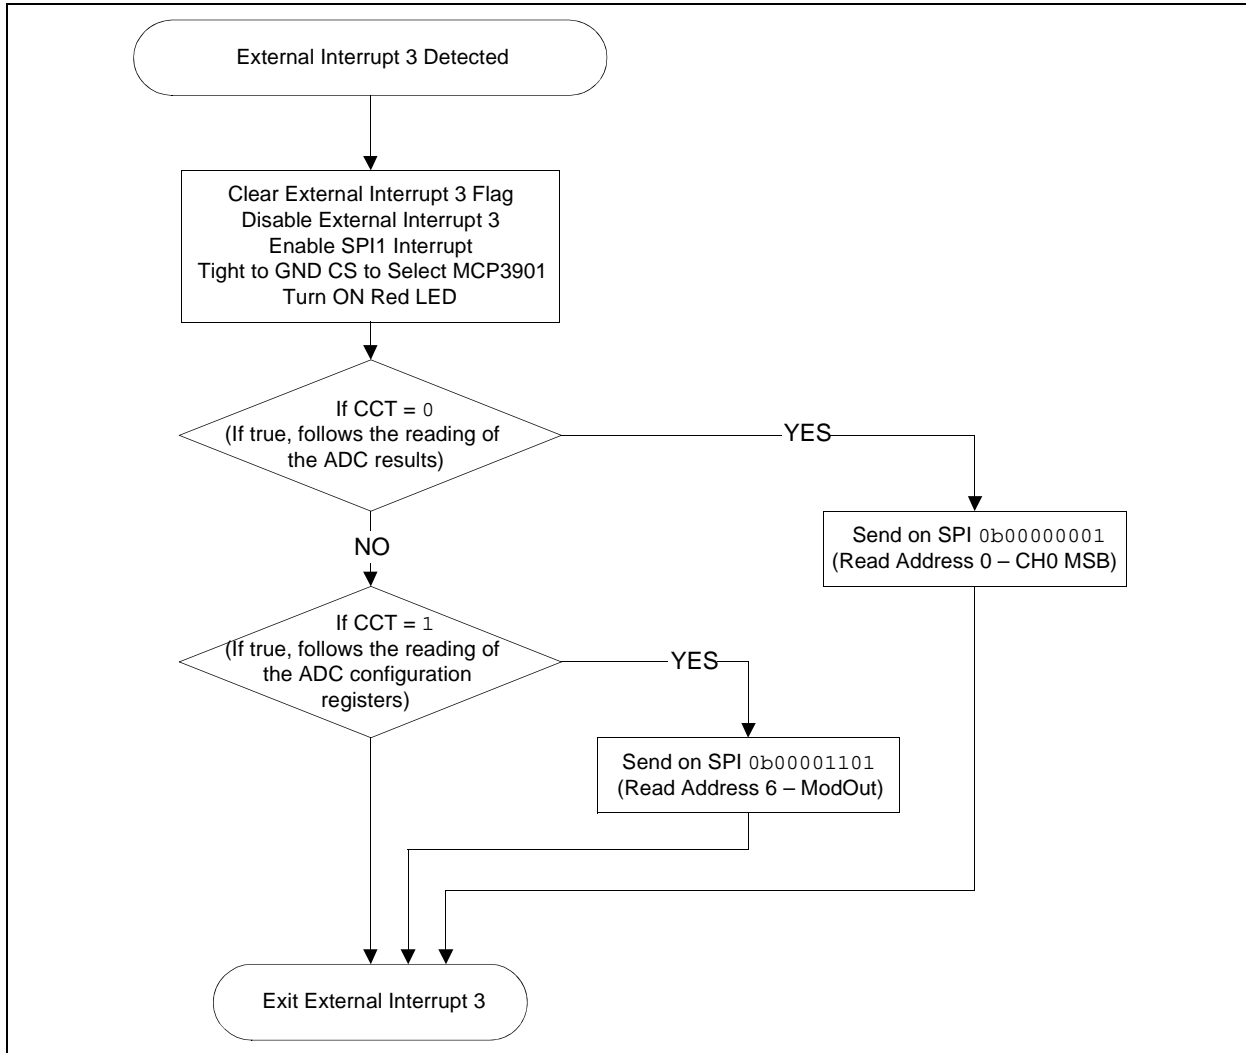 External Interrupt 3 Detected
Clear External Interrupt 3 Flag
Disable External Interrupt 3
Enable SPI1 Interrupt
Tight to GND CS to Select MCP3901
Turn ON Red LED
If CCT = 0
(If true, follows the reading of
the ADC results)
YES
Send on SPI 0b00000001
(Read Address 0 – CH0 MSB)
NO
If CCT = 1
(If true, follows the reading of
the ADC configuration
registers)
YES
Send on SPI 0b00001101
(Read Address 6 – ModOut)
Exit External Interrupt 3